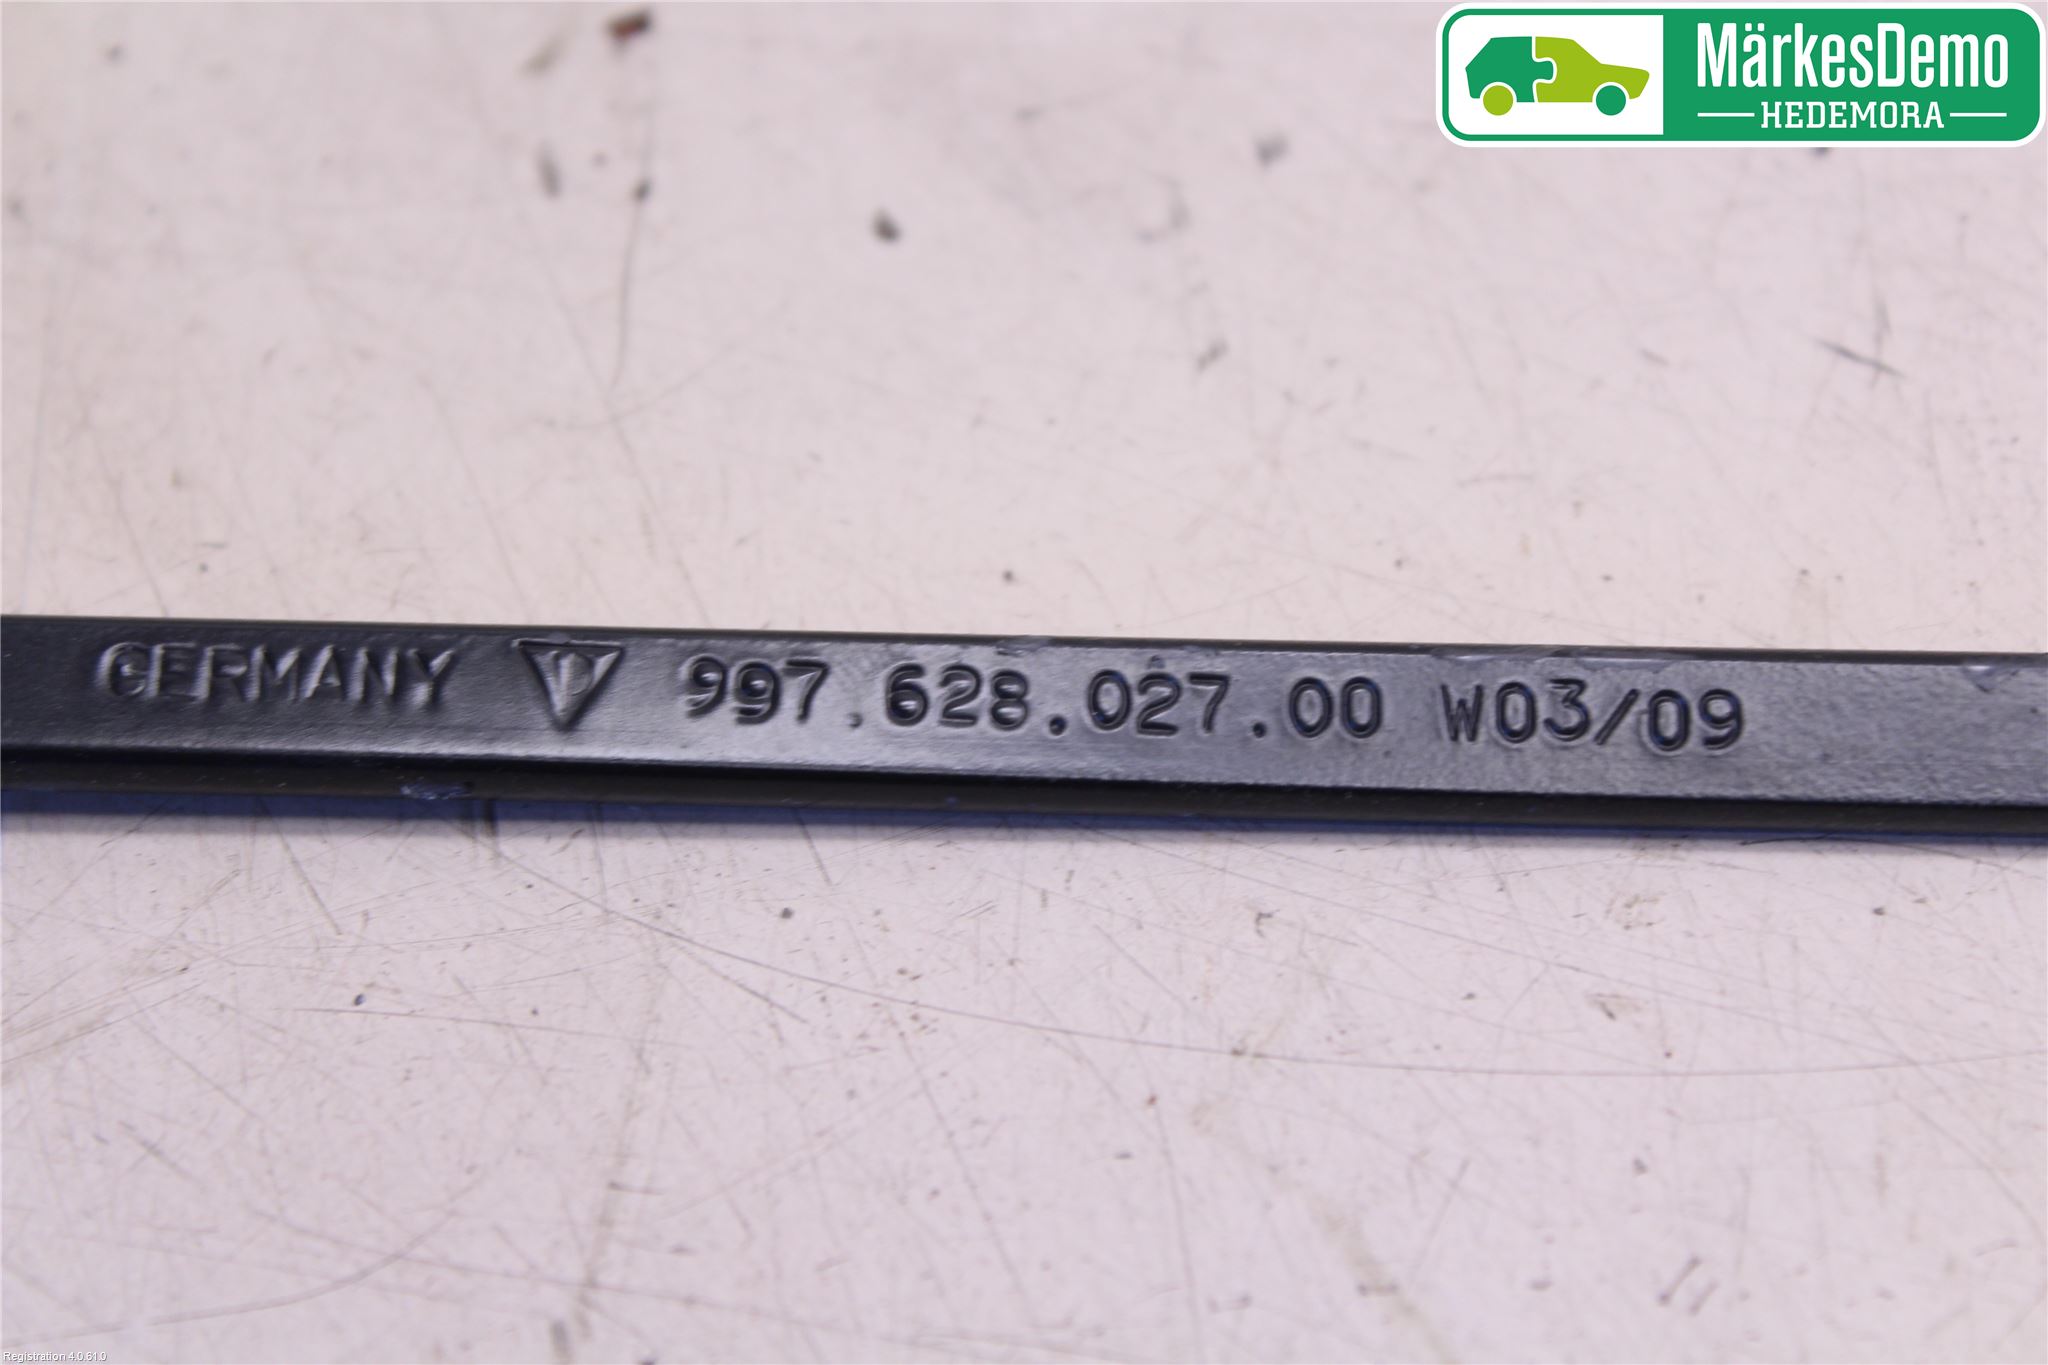 MärkesDemo
HEDEMORA
GERMANY 997.628.027.00 W03/09
Registration 4.0.61.0